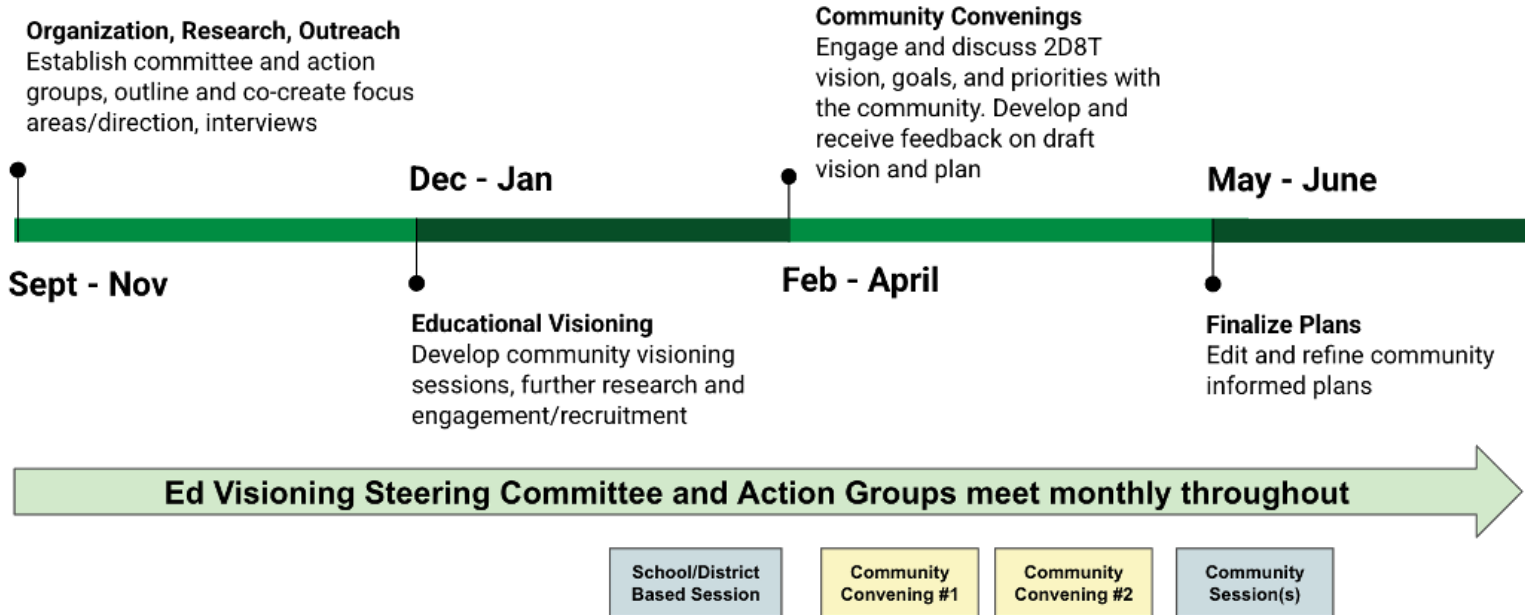 Organization, Research, Outreach
Establish committee and action
groups, outline and co-create focus
areas/direction, interviews
Community Convenings
Engage and discuss 2D8T
vision, goals, and priorities with
the community. Develop and
receive feedback on draft
vision and plan
Dec - Jan
May - June
Sept - Nov
Feb - April
Educational Visioning
Develop community visioning
sessions, further research and
engagement/recruitment
Finalize Plans
Edit and refine community
informed plans
Ed Visioning Steering Committee and Action Groups meet monthly throughout
School/District
Based Session
Community
Convening #1
Community
Convening #2
Community
Session(s)